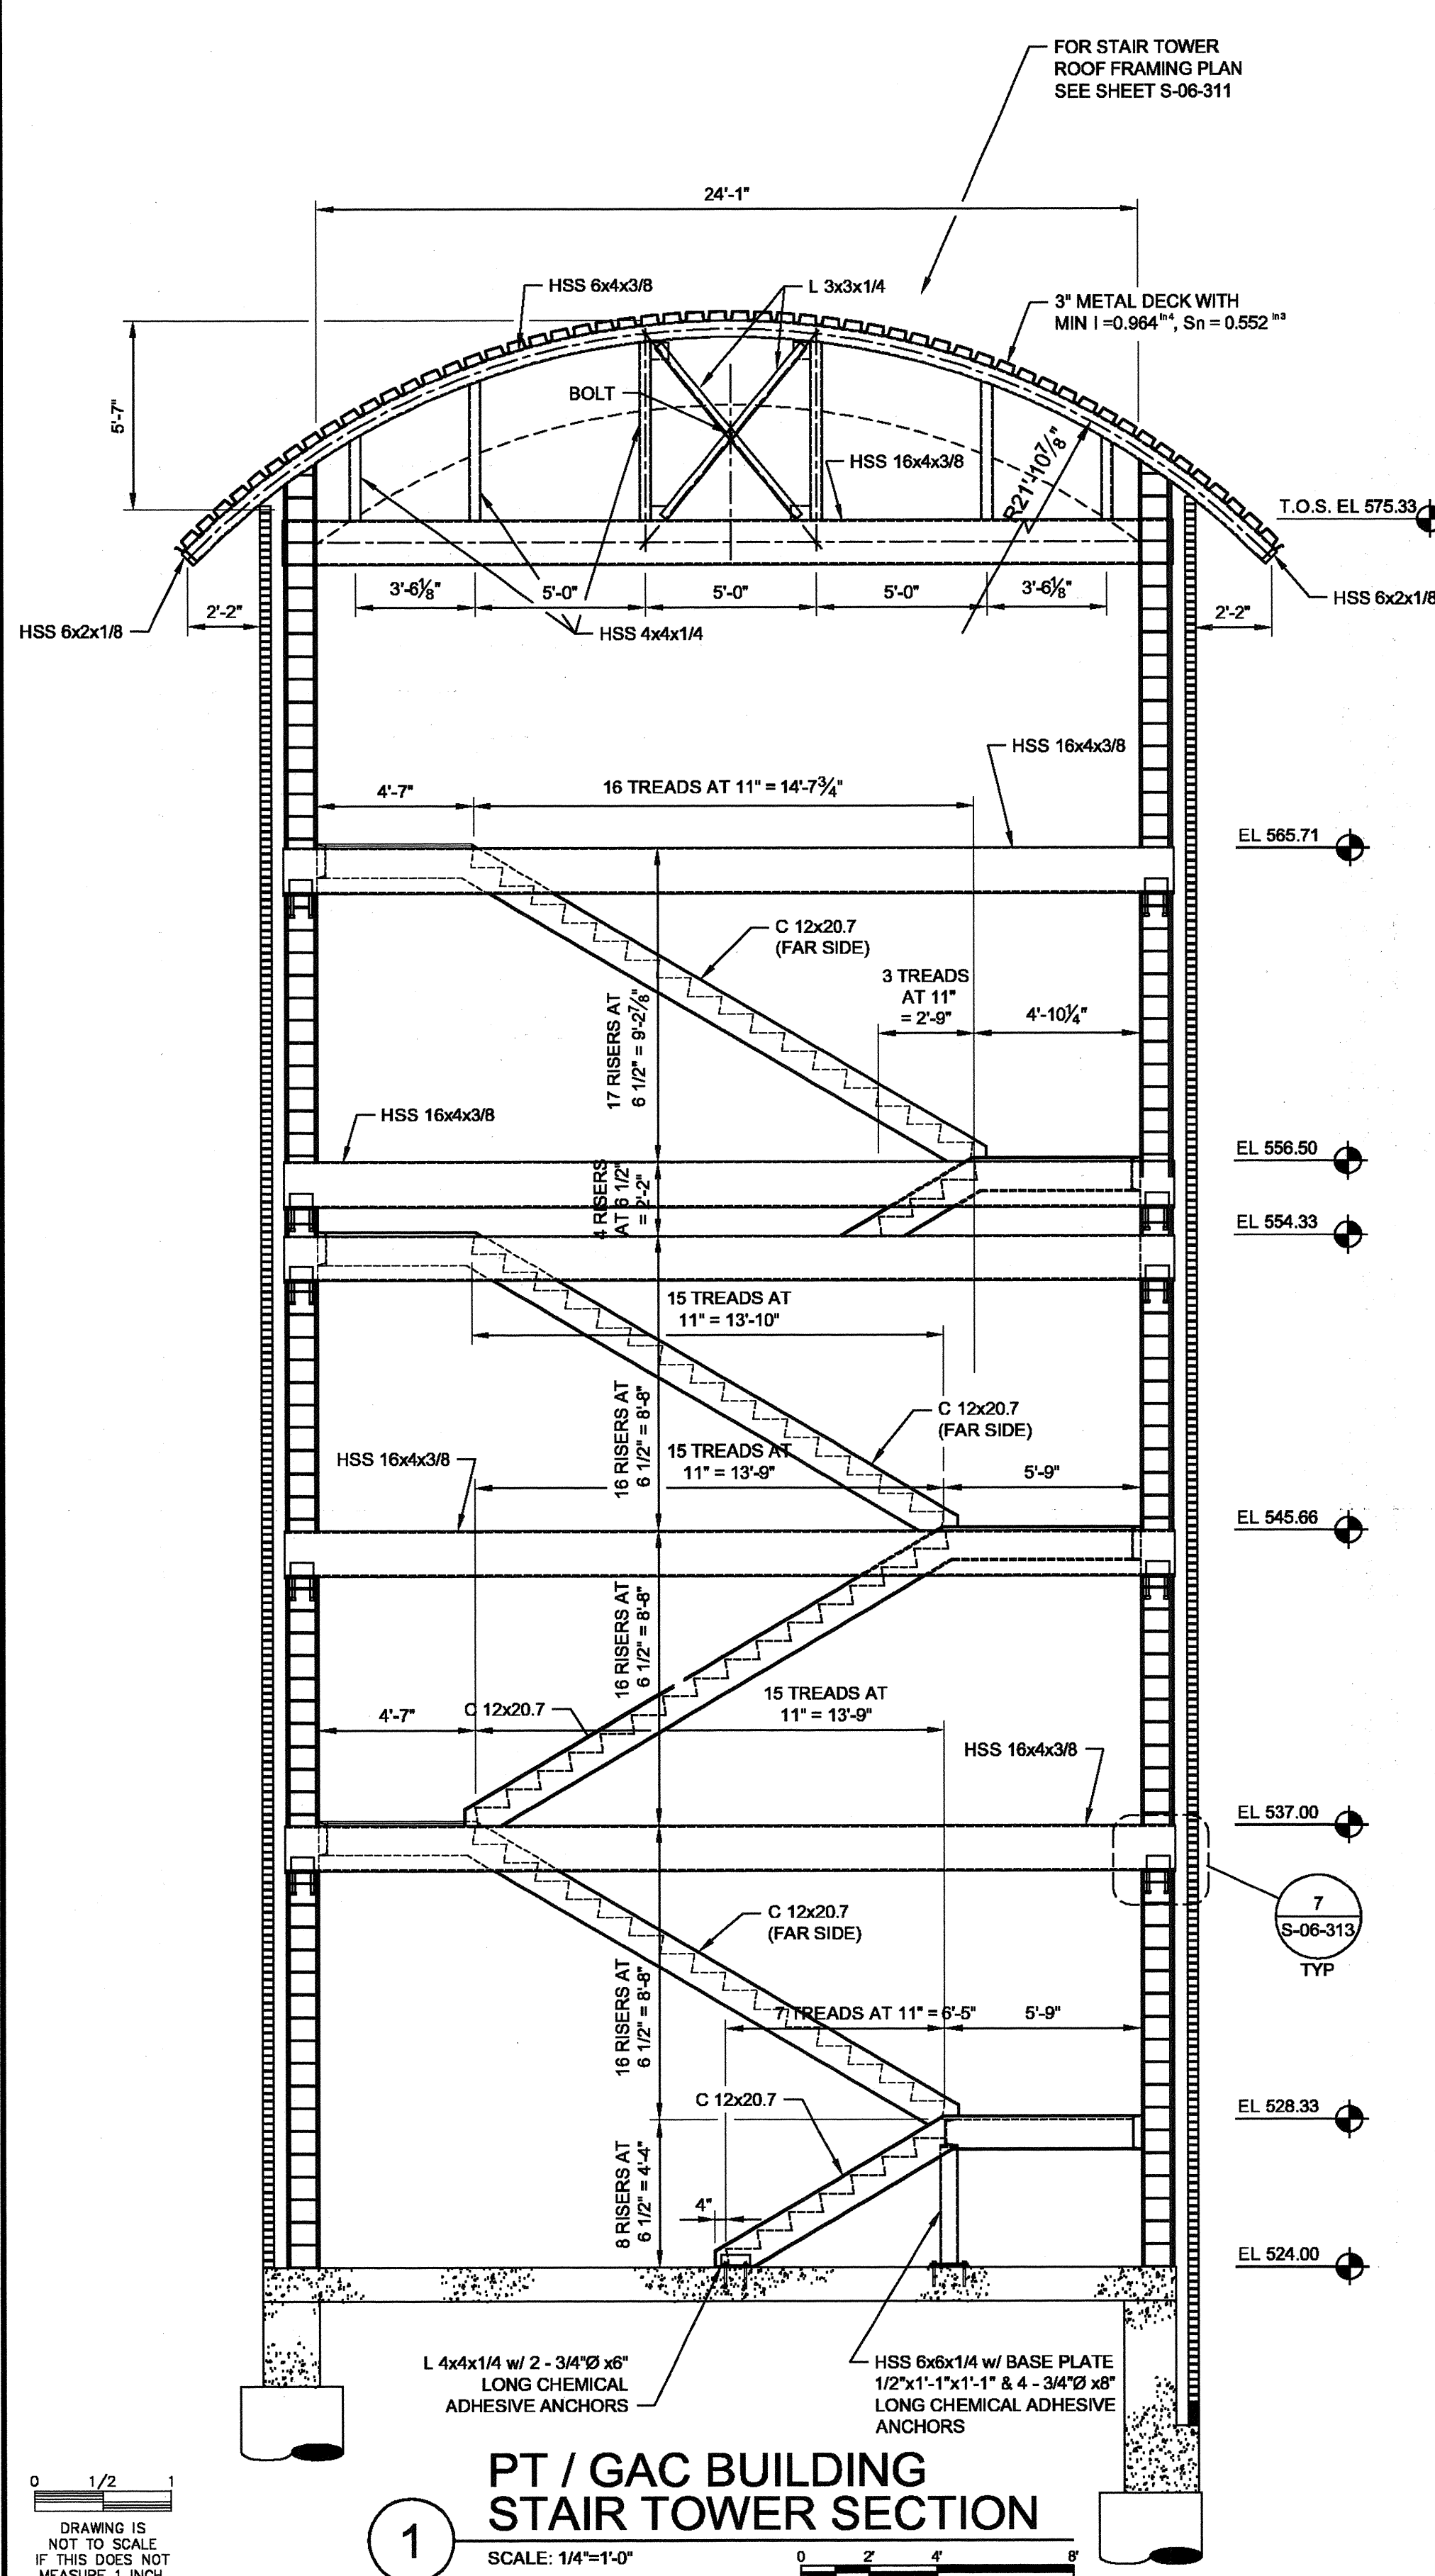 FOR STAIR TOWER
ROOF FRAMING PLAN
SEE SHEET S-06-311
24'-1"
HSS 6x4x3/8
L 3x3x1/4
3" METAL DECK WITH
MIN I =0.964 in4, Sn = 0.552 in3
5'-7"
BOLT
HSS 16x4x3/8
R21'-10 7/8"
T.O.S. EL 575.33
3'-6 1/8"
5'-0"
5'-0"
5'-0"
3'-6 1/8"
2'-2"
2'-2"
HSS 6x2x1/8
HSS 4x4x1/4
HSS 6x2x1/8
HSS 16x4x3/8
4'-7"
16 TREADS AT 11" = 14'-7 3/4"
EL 565.71
C 12x20.7
(FAR SIDE)
3 TREADS
AT 11"
= 2'-9"
4'-10 1/4"
17 RISERS AT
6 1/2" = 9'-2 7/8"
HSS 16x4x3/8
EL 556.50
4 RISERS
AT 6 1/2"
= 2'-2"
EL 554.33
15 TREADS AT
11" = 13'-10"
16 RISERS AT
6 1/2" = 8'-8"
C 12x20.7
(FAR SIDE)
HSS 16x4x3/8
15 TREADS AT
11" = 13'-9"
5'-9"
EL 545.66
16 RISERS AT
6 1/2" = 8'-8"
4'-7"
C 12x20.7
15 TREADS AT
11" = 13'-9"
HSS 16x4x3/8
EL 537.00
7
S-06-313
TYP
C 12x20.7
(FAR SIDE)
16 RISERS AT
6 1/2" = 8'-8"
7 TREADS AT 11" = 6'-5"
5'-9"
C 12x20.7
EL 528.33
8 RISERS AT
6 1/2" = 4'-4"
4"
EL 524.00
L 4x4x1/4 w/ 2 - 3/4"Ø x6"
LONG CHEMICAL
ADHESIVE ANCHORS
HSS 6x6x1/4 w/ BASE PLATE
1/2"x1'-1"x1'-1" & 4 - 3/4"Ø x8"
LONG CHEMICAL ADHESIVE
ANCHORS
PT / GAC BUILDING
STAIR TOWER SECTION
1
SCALE: 1/4"=1'-0"
0 2' 4' 8'
0 1/2 1
DRAWING IS
NOT TO SCALE
IF THIS DOES NOT
MEASURE 1 INCH